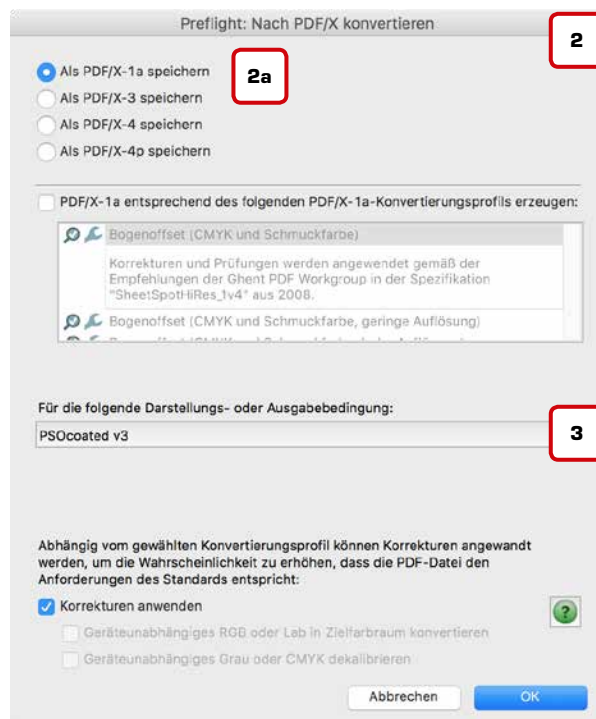 Preflight: Nach PDF/X konvertieren
2
Als PDF/X-1a speichern
2a
Als PDF/X-3 speichern
Als PDF/X-4 speichern
Als PDF/X-4p speichern
PDF/X-1a entsprechend des folgenden PDF/X-1a-Konvertierungsprofils erzeugen:
Bogenoffset (CMYK und Schmuckfarbe)
Korrekturen und Prüfungen werden angewendet gemäß der
Empfehlungen der Ghent PDF Workgroup in der Spezifikation
"SheetSpotHiRes_1v4" aus 2008.
Bogenoffset (CMYK und Schmuckfarbe, geringe Auflösung)
Für die folgende Darstellungs- oder Ausgabebedingung:
PSOcoated v3
3
Abhängig vom gewählten Konvertierungsprofil können Korrekturen angewandt
werden, um die Wahrscheinlichkeit zu erhöhen, dass die PDF-Datei den
Anforderungen des Standards entspricht:
Korrekturen anwenden
?
Geräteunabhängiges RGB oder Lab in Zielfarbraum konvertieren
Geräteunabhängiges Grau oder CMYK dekalibrieren
Abbrechen
OK